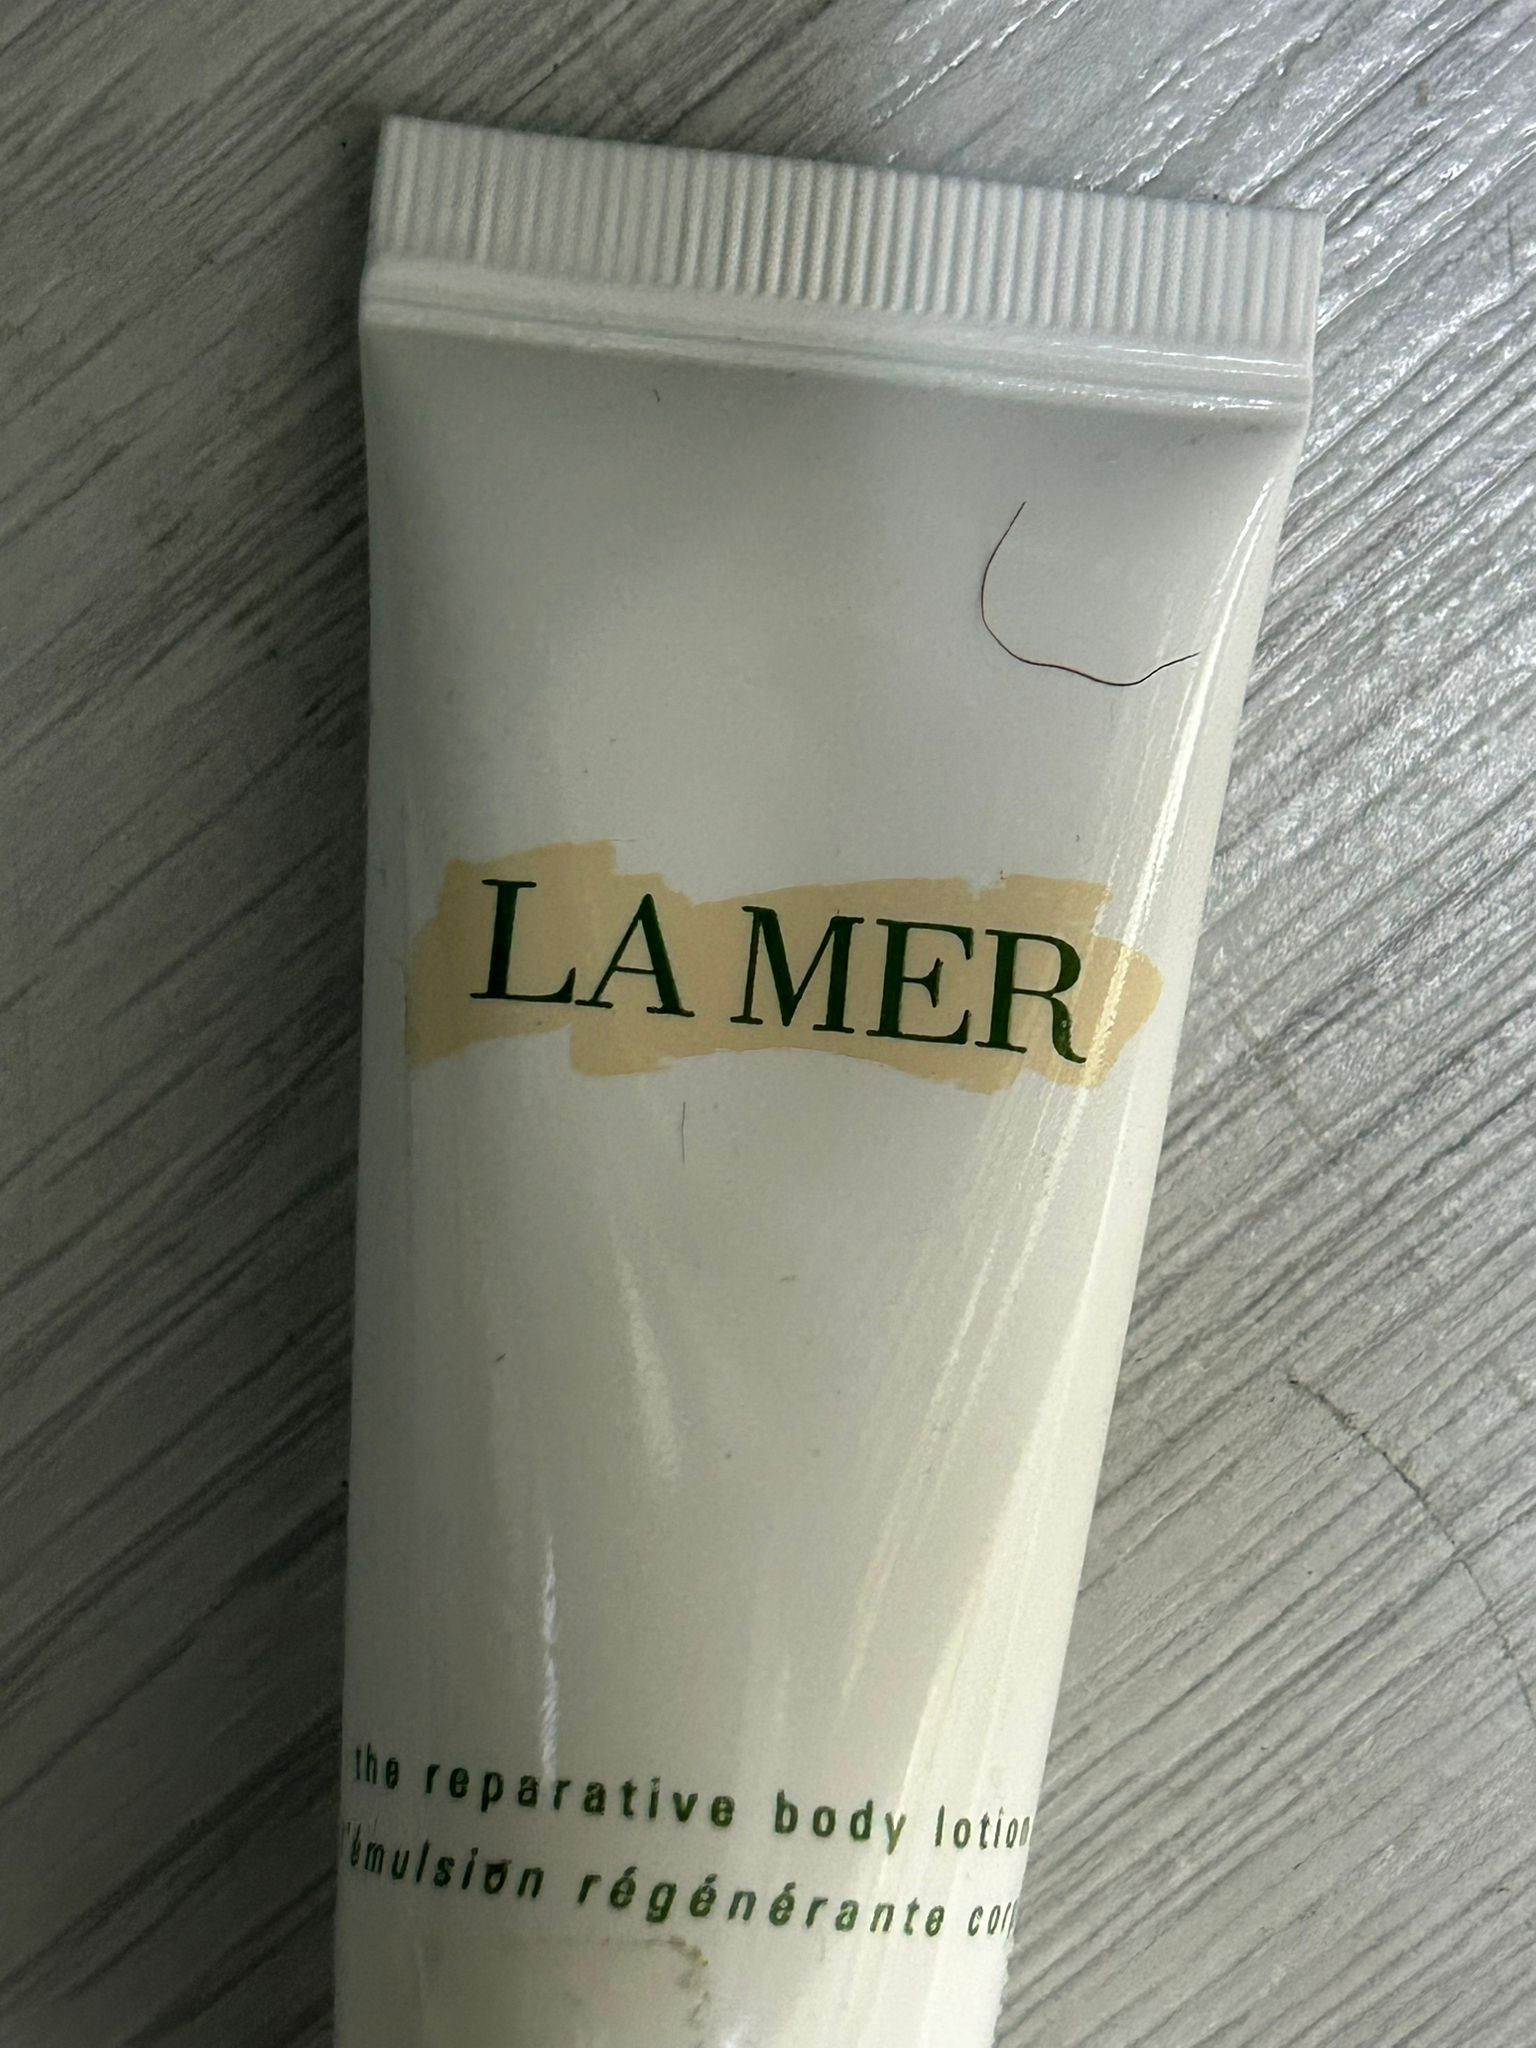 LA MER
the reparative body lotion
l'émulsion régénérante